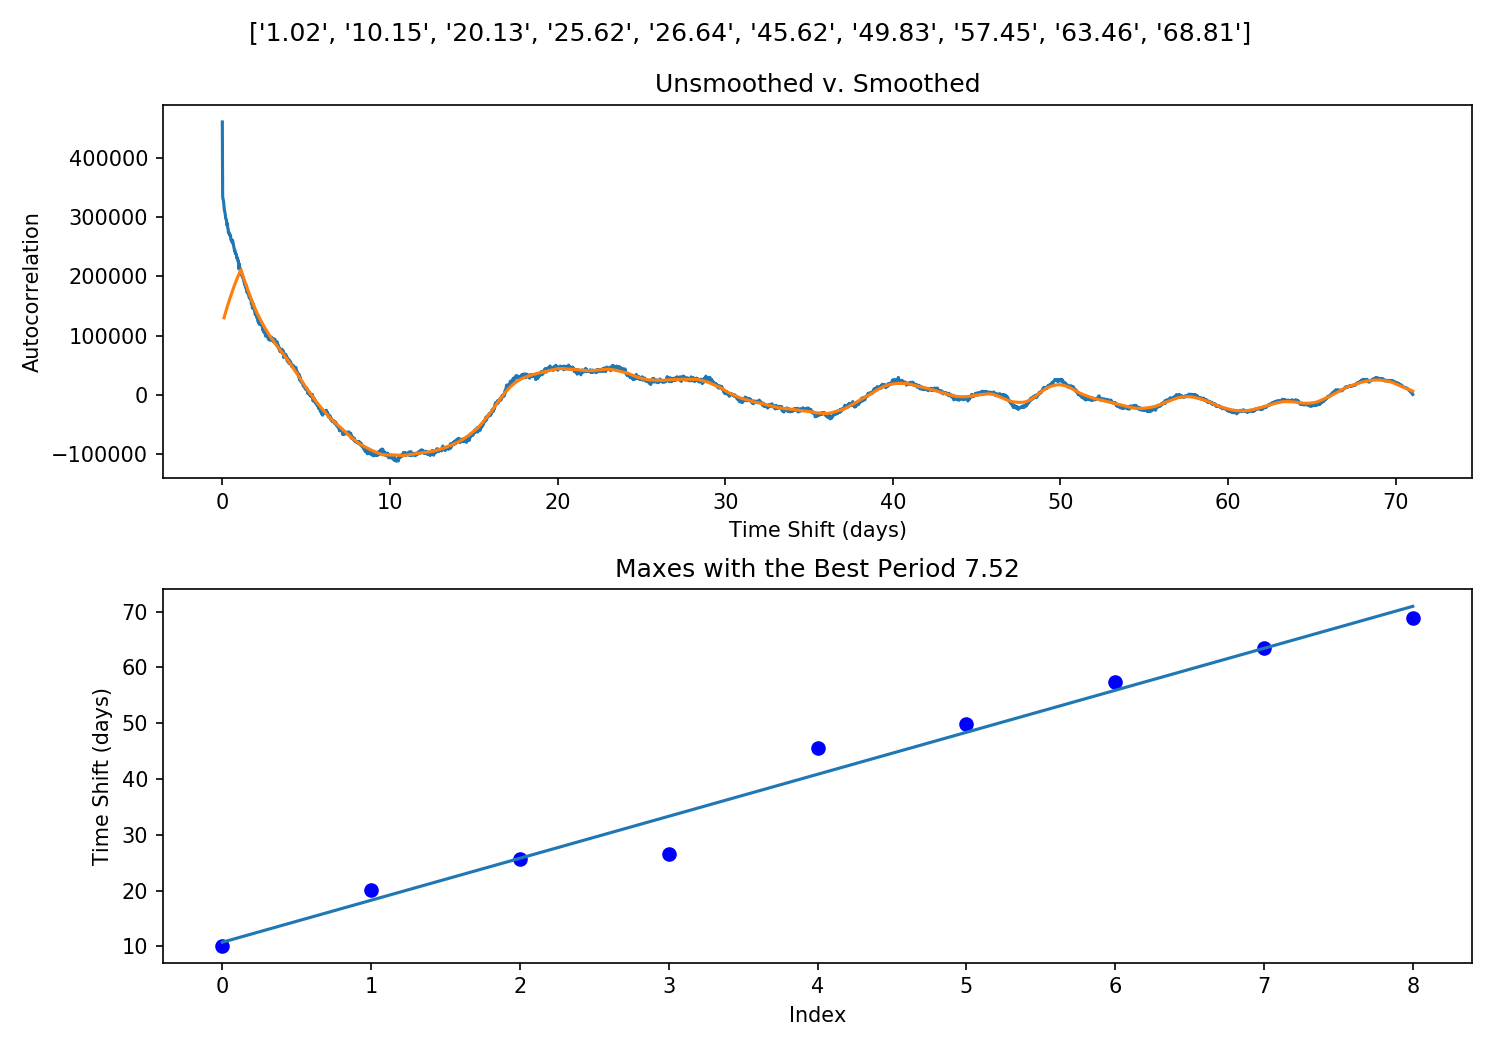 ['1.02', '10.15', '20.13', '25.62', '26.64', '45.62', '49.83', '57.45', '63.46', '68.81']
Unsmoothed v. Smoothed
Autocorrelation
400000
300000
200000
100000
0
−100000
0 10 20 30 40 50 60 70
Time Shift (days)
Maxes with the Best Period 7.52
Time Shift (days)
70
60
50
40
30
20
10
0 1 2 3 4 5 6 7 8
Index